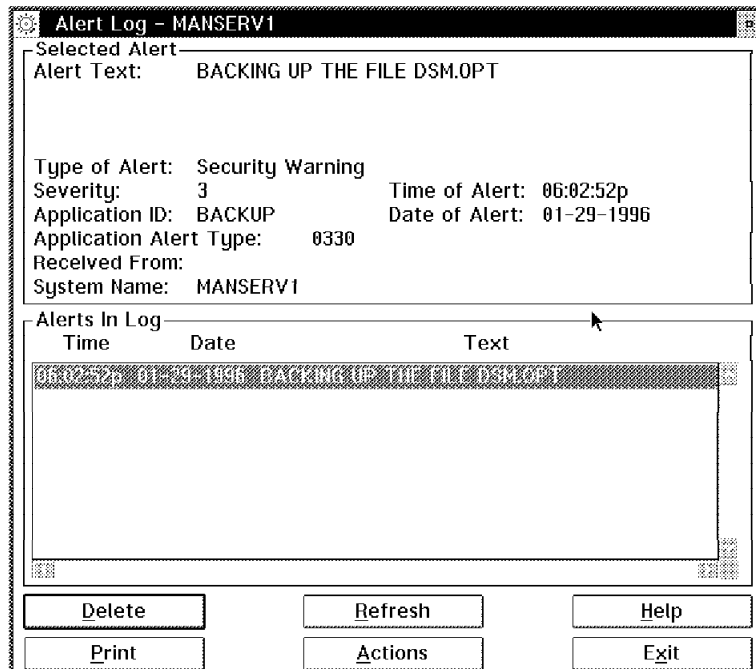 Alert Log - MANSERV1
Selected Alert
Alert Text: BACKING UP THE FILE DSM.OPT
Type of Alert: Security Warning
Severity: 3 Time of Alert: 06:02:52p
Application ID: BACKUP Date of Alert: 01-29-1996
Application Alert Type: 0330
Received From:
System Name: MANSERV1
Alerts In Log
Time Date Text
06:02:52p 01-29-1996 BACKING UP THE FILE DSM.OPT
Delete Refresh Help
Print Actions Exit